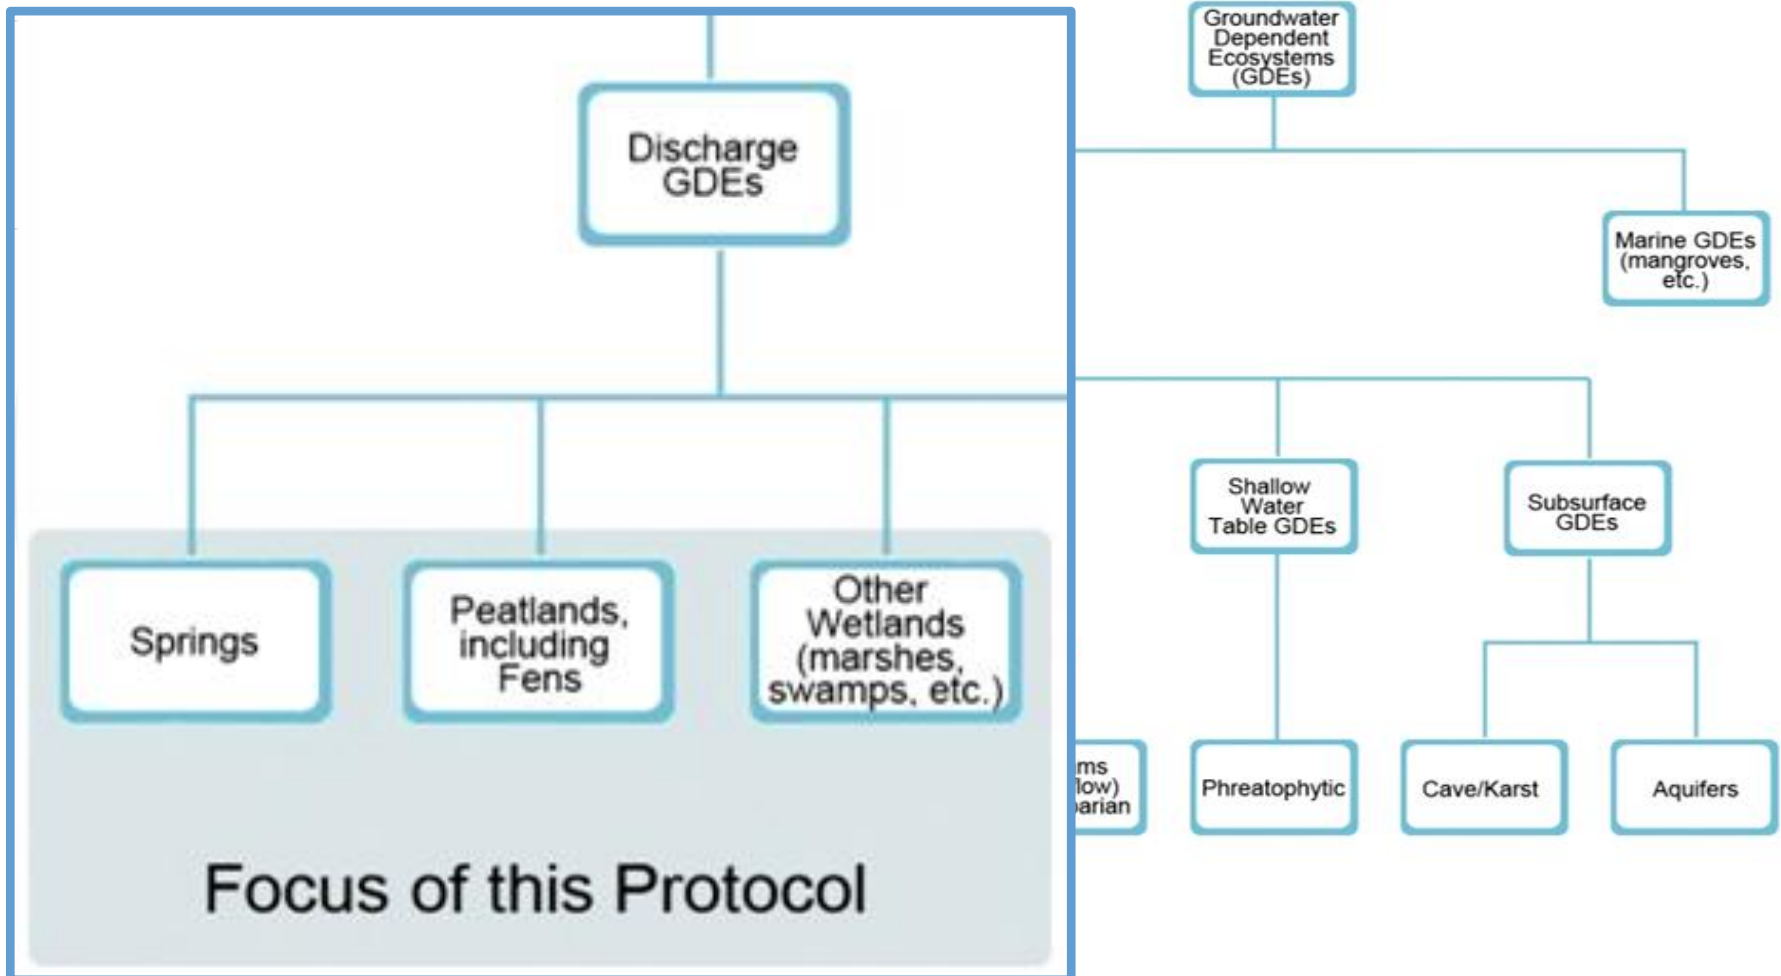 Groundwater
Dependent
Ecosystems
(GDEs)
Marine GDEs
(mangroves,
etc.)
Discharge
GDEs
Shallow
Water
Table GDEs
Subsurface
GDEs
Springs
Peatlands,
including
Fens
Other
Wetlands
(marshes,
swamps, etc.)
Phreatophytic
Cave/Karst
Aquifers
Focus of this Protocol